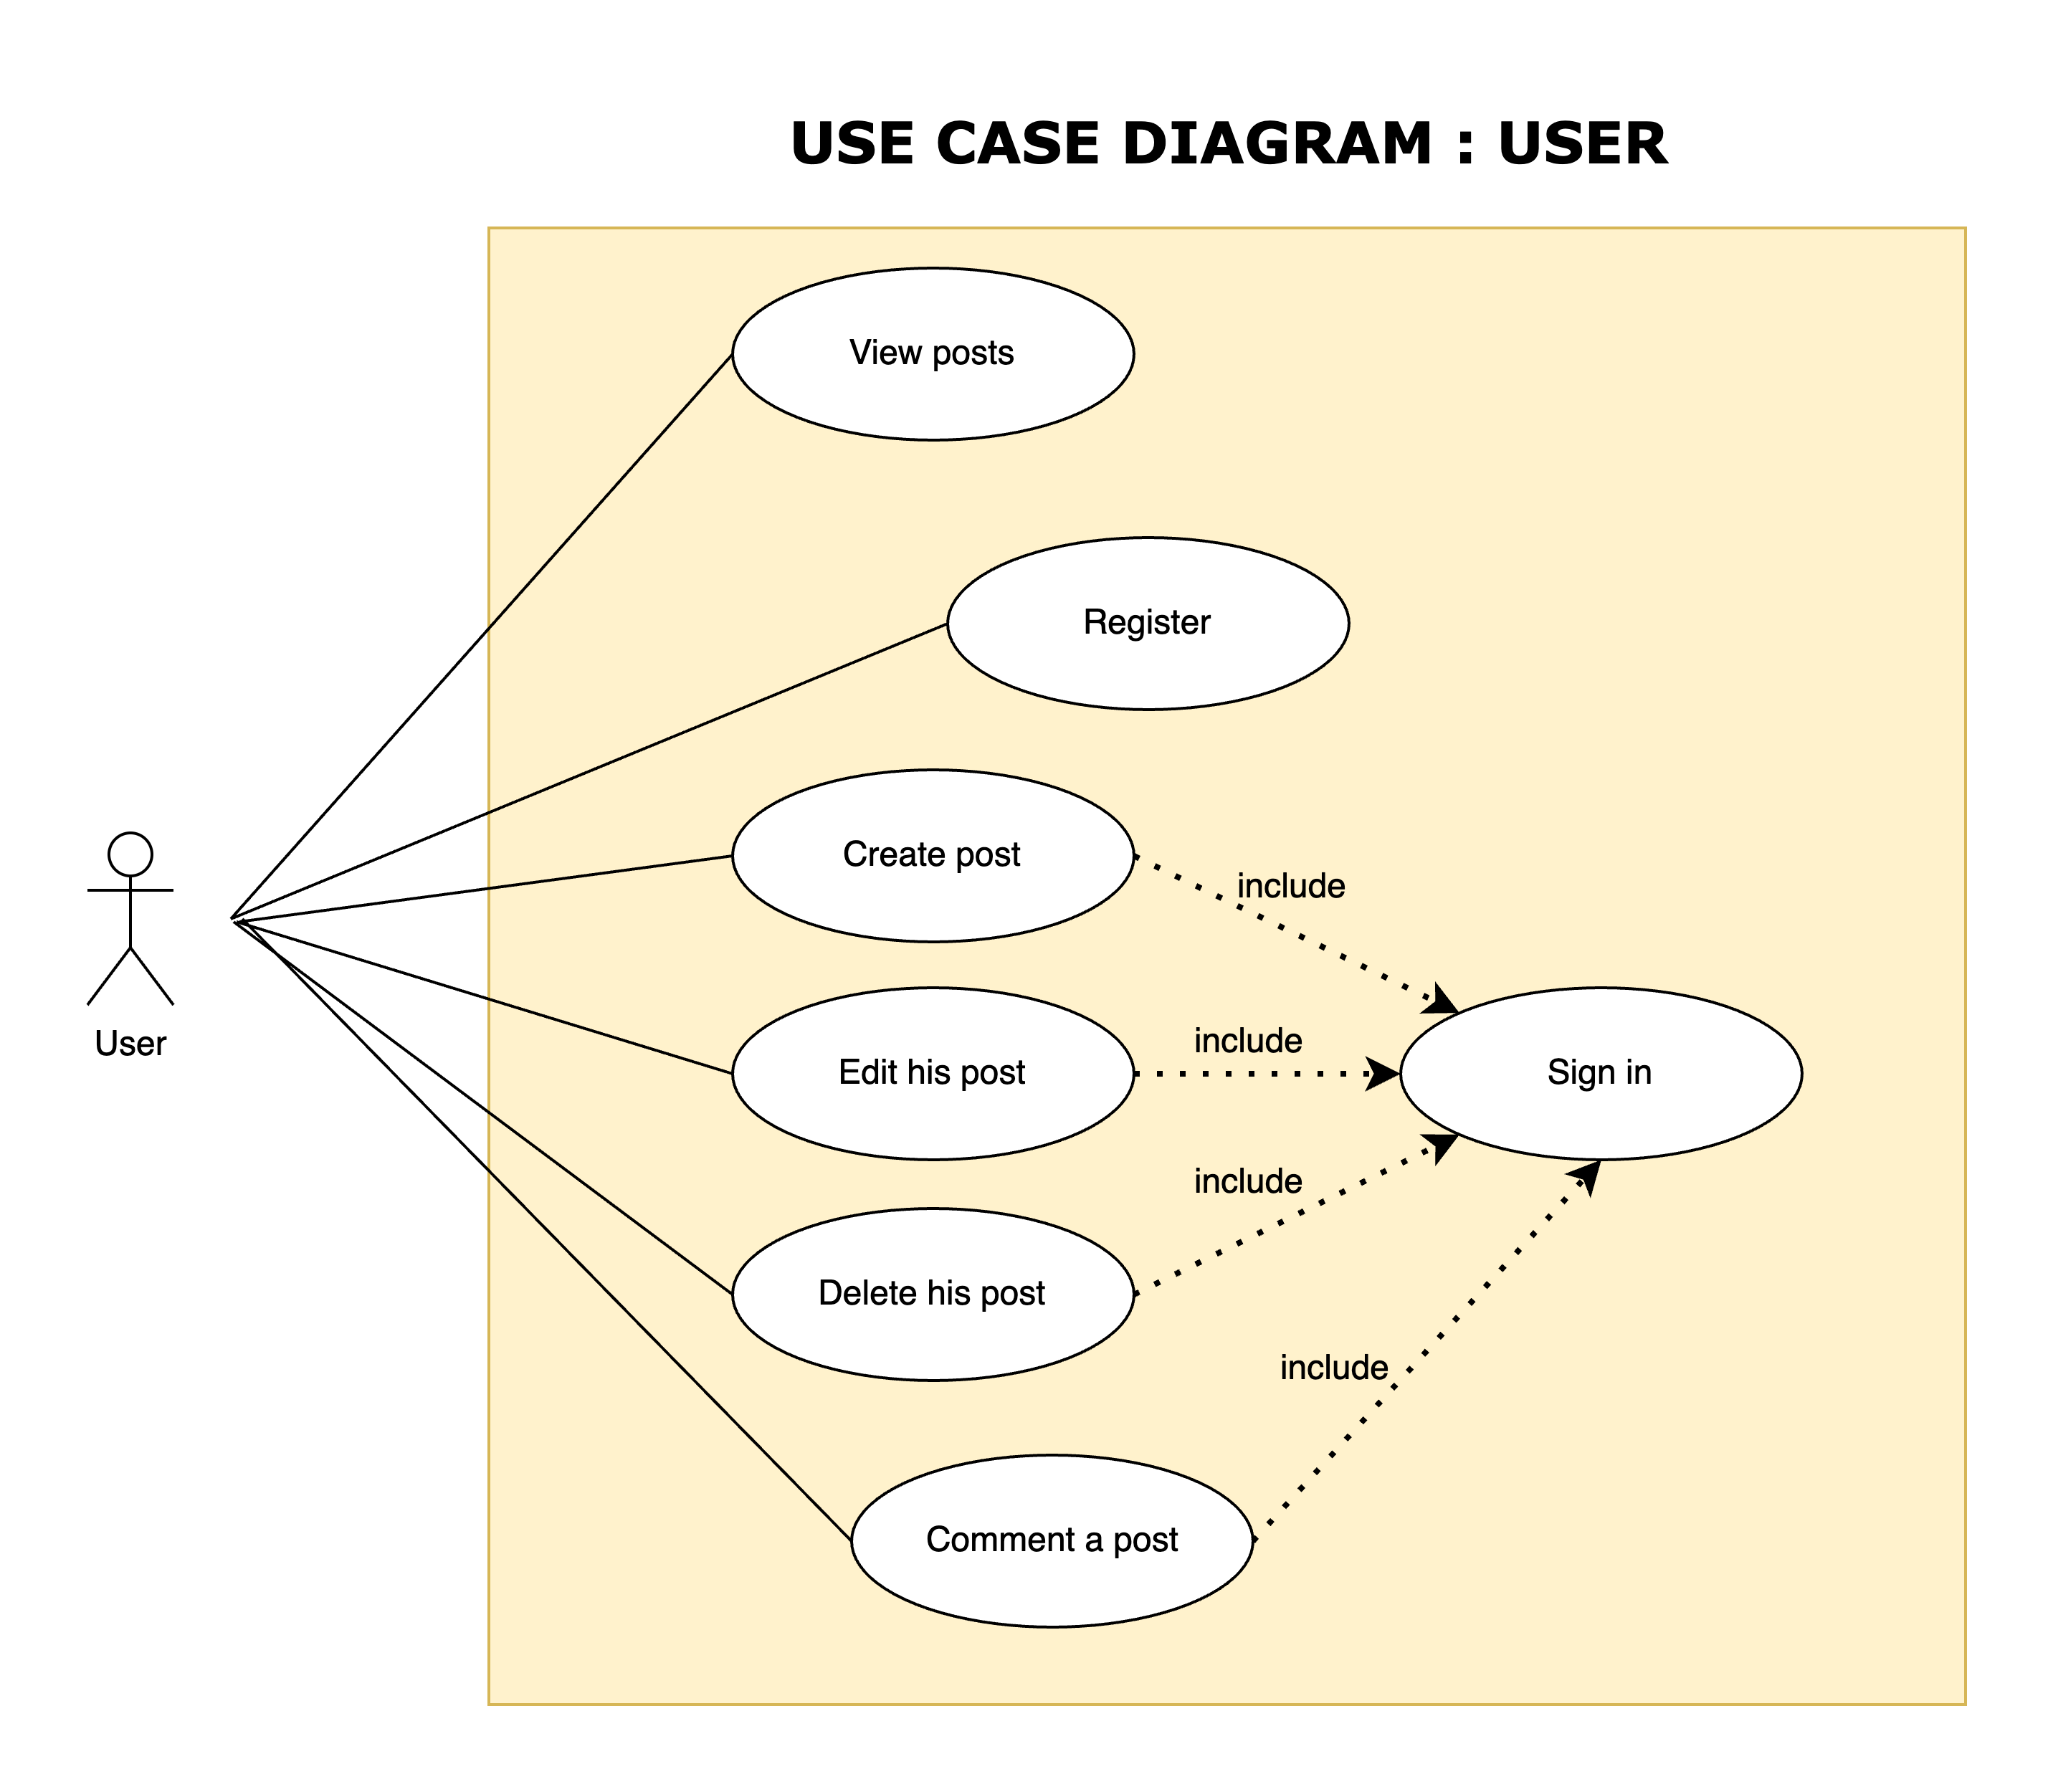 USE CASE DIAGRAM : USER
View posts
Register
Create post
include
User
Edit his post
include
Sign in
Delete his post
include
include
Comment a post